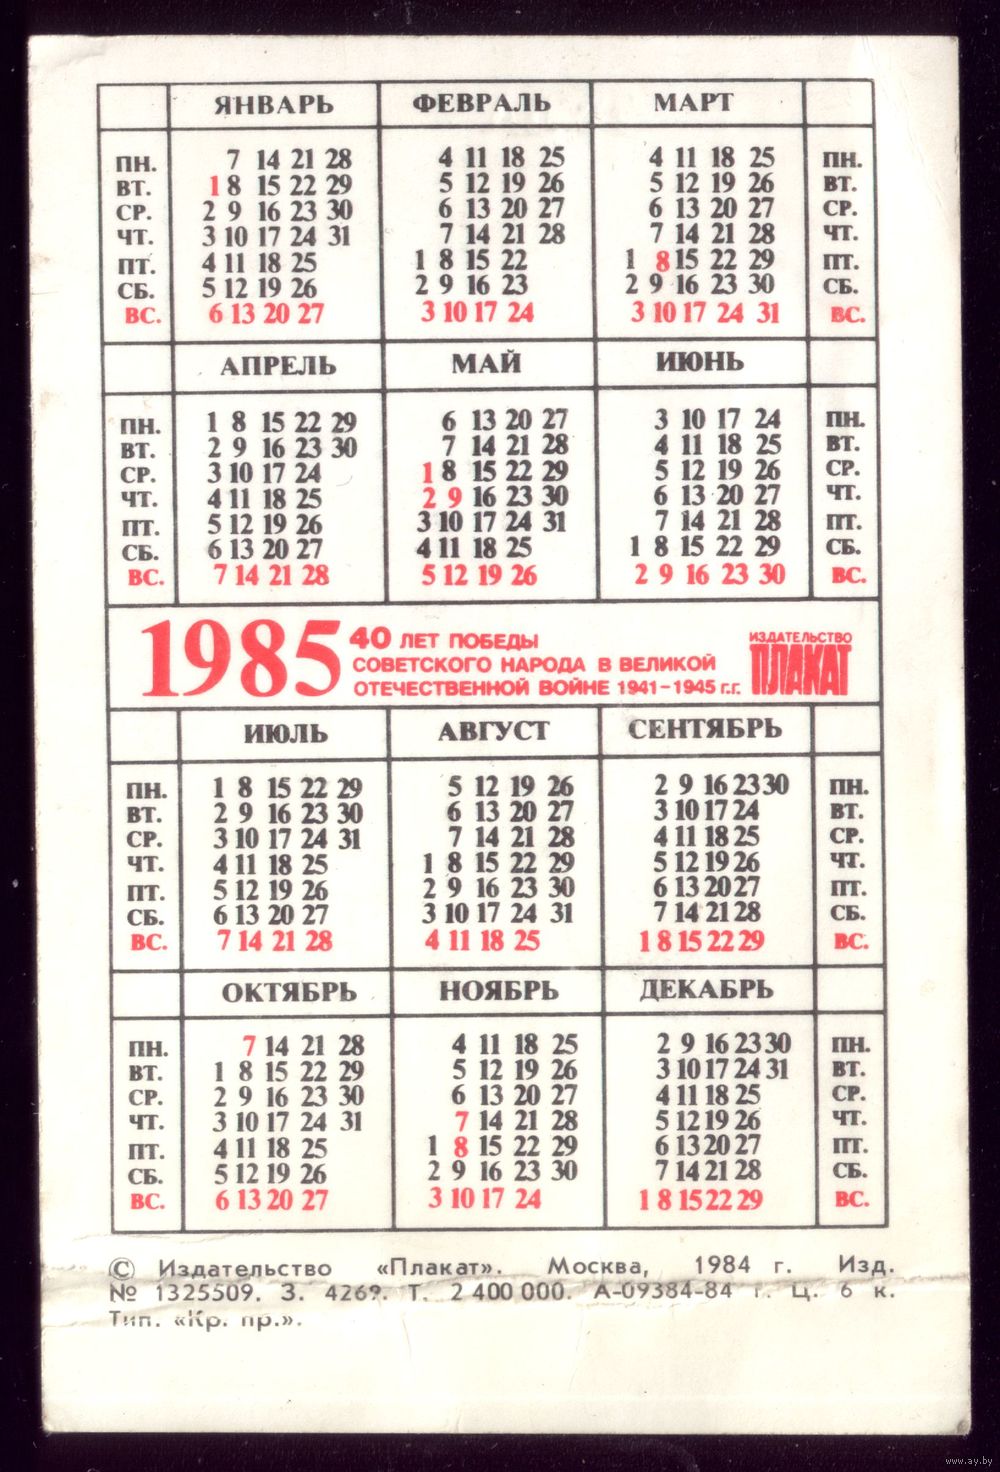 ЯНВАРЬ ФЕВРАЛЬ МАРТ
ПН. 7 14 21 28 4 11 18 25 4 11 18 25 ПН.
ВТ. 1 8 15 22 29 5 12 19 26 5 12 19 26 ВТ.
СР. 2 9 16 23 30 6 13 20 27 6 13 20 27 СР.
ЧТ. 3 10 17 24 31 7 14 21 28 7 14 21 28 ЧТ.
ПТ. 4 11 18 25 1 8 15 22 1 8 15 22 29 ПТ.
СБ. 5 12 19 26 2 9 16 23 2 9 16 23 30 СБ.
ВС. 6 13 20 27 3 10 17 24 3 10 17 24 31 ВС.
АПРЕЛЬ МАЙ ИЮНЬ
ПН. 1 8 15 22 29 6 13 20 27 3 10 17 24 ПН.
ВТ. 2 9 16 23 30 7 14 21 28 4 11 18 25 ВТ.
СР. 3 10 17 24 1 8 15 22 29 5 12 19 26 СР.
ЧТ. 4 11 18 25 2 9 16 23 30 6 13 20 27 ЧТ.
ПТ. 5 12 19 26 3 10 17 24 31 7 14 21 28 ПТ.
СБ. 6 13 20 27 4 11 18 25 1 8 15 22 29 СБ.
ВС. 7 14 21 28 5 12 19 26 2 9 16 23 30 ВС.
1985 40 ЛЕТ ПОБЕДЫ
СОВЕТСКОГО НАРОДА В ВЕЛИКОЙ
ОТЕЧЕСТВЕННОЙ ВОЙНЕ 1941-1945 г.г.
ИЗДАТЕЛЬСТВО
ПЛАКАТ
ИЮЛЬ АВГУСТ СЕНТЯБРЬ
ПН. 1 8 15 22 29 5 12 19 26 2 9 16 23 30 ПН.
ВТ. 2 9 16 23 30 6 13 20 27 3 10 17 24 ВТ.
СР. 3 10 17 24 31 7 14 21 28 4 11 18 25 СР.
ЧТ. 4 11 18 25 1 8 15 22 29 5 12 19 26 ЧТ.
ПТ. 5 12 19 26 2 9 16 23 30 6 13 20 27 ПТ.
СБ. 6 13 20 27 3 10 17 24 31 7 14 21 28 СБ.
ВС. 7 14 21 28 4 11 18 25 1 8 15 22 29 ВС.
ОКТЯБРЬ НОЯБРЬ ДЕКАБРЬ
ПН. 7 14 21 28 4 11 18 25 2 9 16 23 30 ПН.
ВТ. 1 8 15 22 29 5 12 19 26 3 10 17 24 31 ВТ.
СР. 2 9 16 23 30 6 13 20 27 4 11 18 25 СР.
ЧТ. 3 10 17 24 31 7 14 21 28 5 12 19 26 ЧТ.
ПТ. 4 11 18 25 1 8 15 22 29 6 13 20 27 ПТ.
СБ. 5 12 19 26 2 9 16 23 30 7 14 21 28 СБ.
ВС. 6 13 20 27 3 10 17 24 1 8 15 22 29 ВС.
© Издательство «Плакат». Москва, 1984 г. Изд.
№ 1325509. З. 4269. Т. 2 400 000. А-09384-84 г. Ц. 6 к.
Тип. «Кр. пр.».
www.ay.by